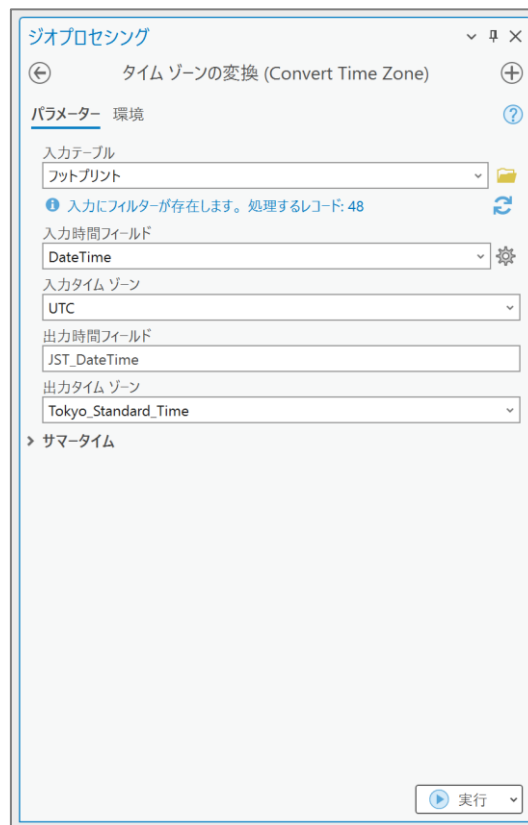 ジオプロセシング
タイム ゾーンの変換 (Convert Time Zone)
パラメーター 環境
入力テーブル
フットプリント
入力にフィルターが存在します。処理するレコード: 48
入力時間フィールド
DateTime
入力タイム ゾーン
UTC
出力時間フィールド
JST_DateTime
出力タイム ゾーン
Tokyo_Standard_Time
サマータイム
実行